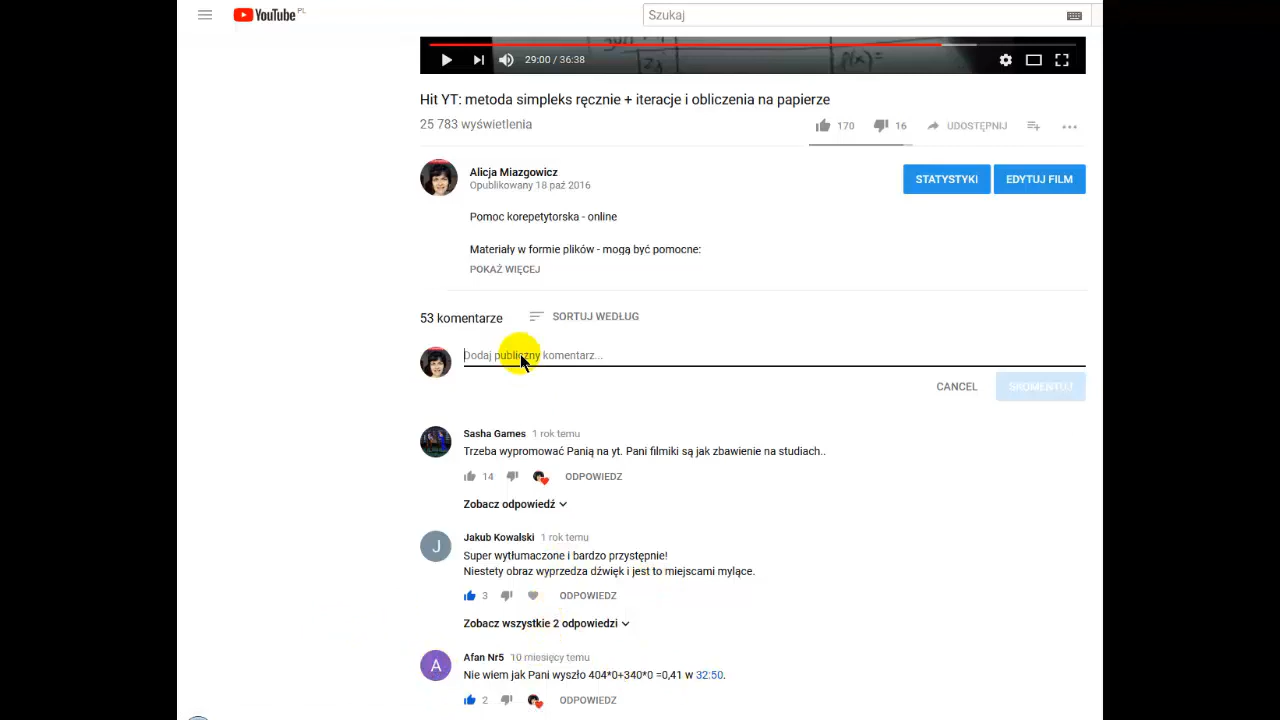 YouTube PL
Szukaj
f(x)=
29:00 / 36:38
Hit YT: metoda simpleks ręcznie + iteracje i obliczenia na papierze
25 783 wyświetlenia
170
16
UDOSTĘPNIJ
Alicja Miazgowicz
Opublikowany 18 paź 2016
STATYSTYKI
EDYTUJ FILM
Pomoc korepetytorska - online
Materiały w formie plików - mogą być pomocne:
POKAŻ WIĘCEJ
53 komentarze
SORTUJ WEDŁUG
Dodaj publiczny komentarz...
CANCEL
SKOMENTUJ
Sasha Games 1 rok temu
Trzeba wypromować Panią na yt. Pani filmiki są jak zbawienie na studiach..
14
ODPOWIEDZ
Zobacz odpowiedź
J
Jakub Kowalski 1 rok temu
Super wytłumaczone i bardzo przystępnie!
Niestety obraz wyprzedza dźwięk i jest to miejscami mylące.
3
ODPOWIEDZ
Zobacz wszystkie 2 odpowiedzi
A
Afan Nr5 10 miesięcy temu
Nie wiem jak Pani wyszło 404*0+340*0 =0,41 w 32:50.
2
ODPOWIEDZ